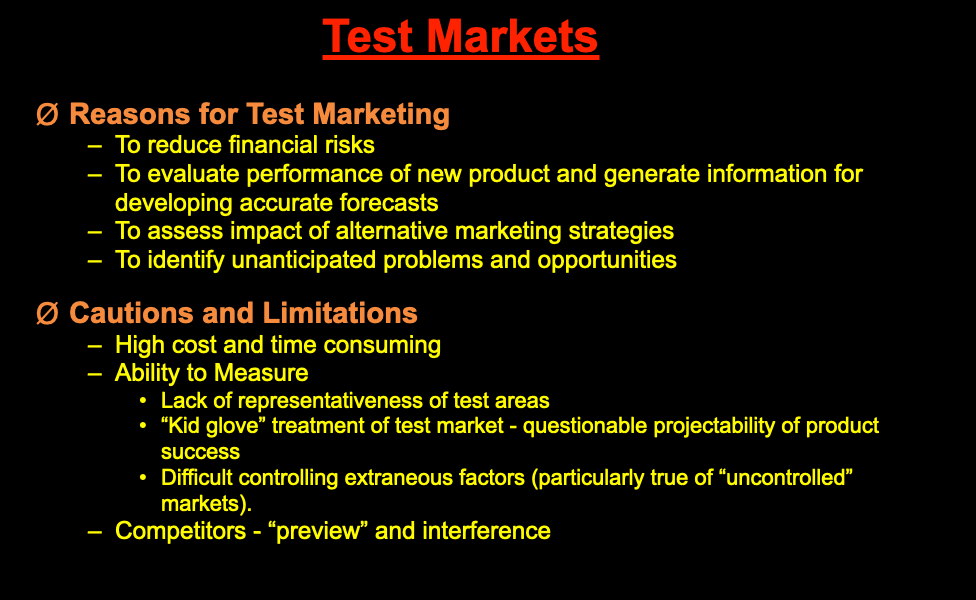 Test Markets
Ø Reasons for Test Marketing
– To reduce financial risks
– To evaluate performance of new product and generate information for
developing accurate forecasts
– To assess impact of alternative marketing strategies
– To identify unanticipated problems and opportunities
Ø Cautions and Limitations
– High cost and time consuming
– Ability to Measure
• Lack of representativeness of test areas
• “Kid glove” treatment of test market - questionable projectability of product
success
• Difficult controlling extraneous factors (particularly true of “uncontrolled”
markets).
– Competitors - “preview” and interference